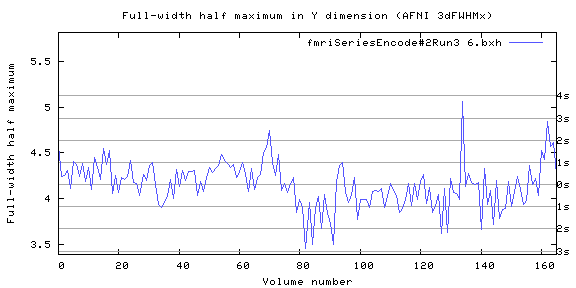 Full-width half maximum in Y dimension (AFNI 3dFWHMx)
fmriSeriesEncode#2Run3 6.bxh
Full-width half maximum
5.5
5
4.5
4
3.5
4s
3s
2s
1s
0s
1s
2s
3s
0 20 40 60 80 100 120 140 160
Volume number